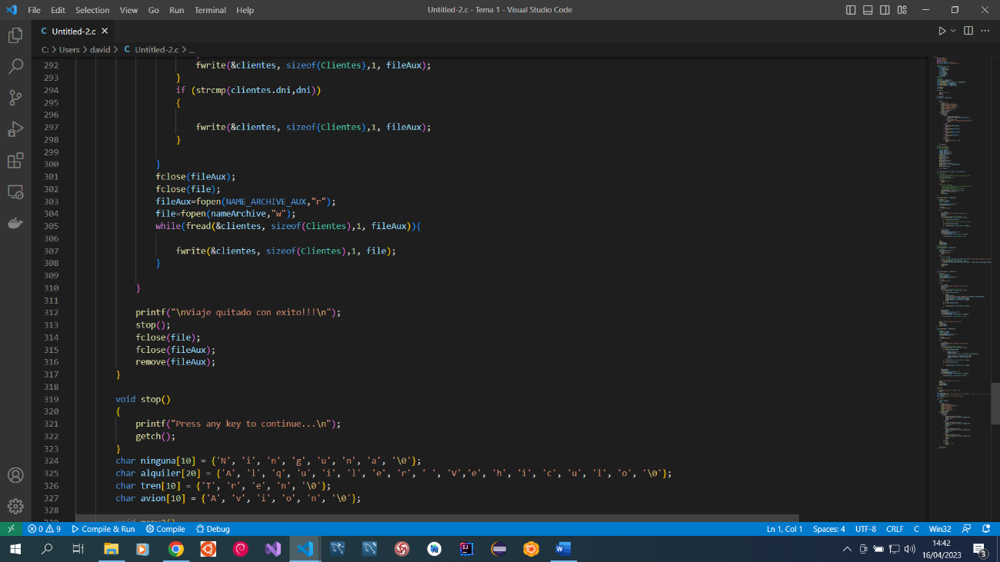 File Edit Selection View Go Run Terminal Help Untitled-2.c - Tema 1 - Visual Studio Code
C Untitled-2.c
C: > Users > david > C Untitled-2.c > ...
292 fwrite(&clientes, sizeof(Clientes),1, fileAux);
293 }
294 if (strcmp(clientes.dni,dni))
295 {
296
297 fwrite(&clientes, sizeof(Clientes),1, fileAux);
298 }
299
300 }
301 fclose(fileAux);
302 fclose(file);
303 fileAux=fopen(NAME_ARCHIVE_AUX,"r");
304 file=fopen(nameArchive,"w");
305 while(fread(&clientes, sizeof(Clientes),1, fileAux)){
306
307 fwrite(&clientes, sizeof(Clientes),1, file);
308 }
309
310 }
311
312 printf("\nViaje quitado con exito!!!\n");
313 stop();
314 fclose(file);
315 fclose(fileAux);
316 remove(fileAux);
317 }
318
319 void stop()
320 {
321 printf("Press any key to continue...\n");
322 getch();
323 }
324 char ninguna[10] = {'N', 'i', 'n', 'g', 'u', 'n', 'a', '\0'};
325 char alquiler[20] = {'A', 'l', 'q', 'u', 'i', 'l', 'e', 'r', ' ', 'V','e', 'h', 'i', 'c', 'u', 'l', 'o', '\0'};
326 char tren[10] = {'T', 'r', 'e', 'n', '\0'};
327 char avion[10] = {'A', 'v', 'i', 'o', 'n', '\0'};
328
0 9 Compile & Run Compile Debug Ln 1, Col 1 Spaces: 4 UTF-8 CRLF C Win32
14:42
16/04/2023 3